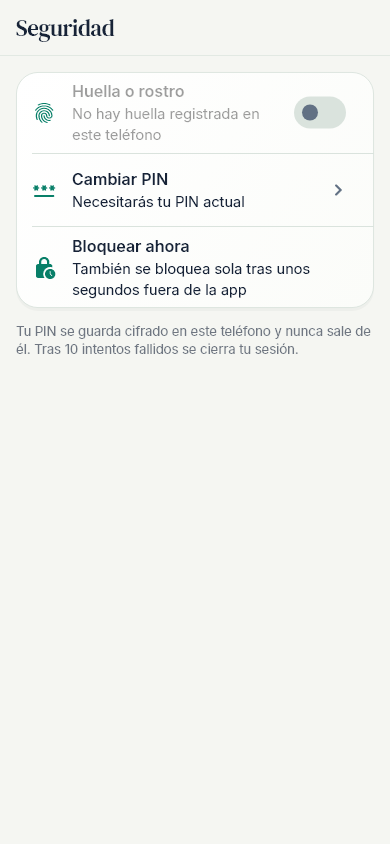 Seguridad
Huella o rostro
No hay huella registrada en
este teléfono
Cambiar PIN
Necesitarás tu PIN actual
Bloquear ahora
También se bloquea sola tras unos
segundos fuera de la app
Tu PIN se guarda cifrado en este teléfono y nunca sale de
él. Tras 10 intentos fallidos se cierra tu sesión.